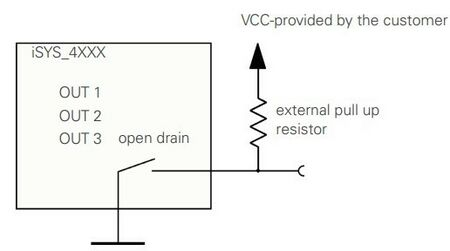 VCC-provided by the customer
iSYS_4XXX
OUT 1
OUT 2
OUT 3 open drain
external pull up
resistor